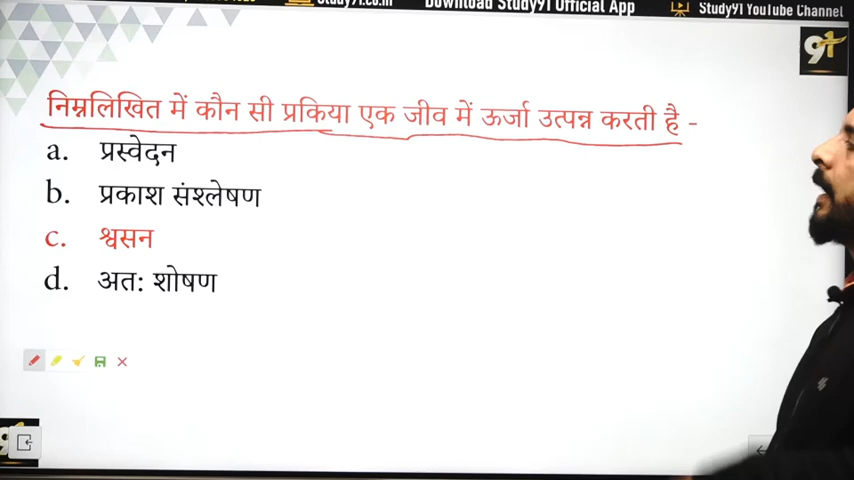 Study91.co.in Download Study91 Official App Study91 YouTube Channel
91
निम्नलिखित में कौन सी प्रकिया एक जीव में ऊर्जा उत्पन्न करती है -
a. प्रस्वेदन
b. प्रकाश संश्लेषण
c. श्वसन
d. अत: शोषण